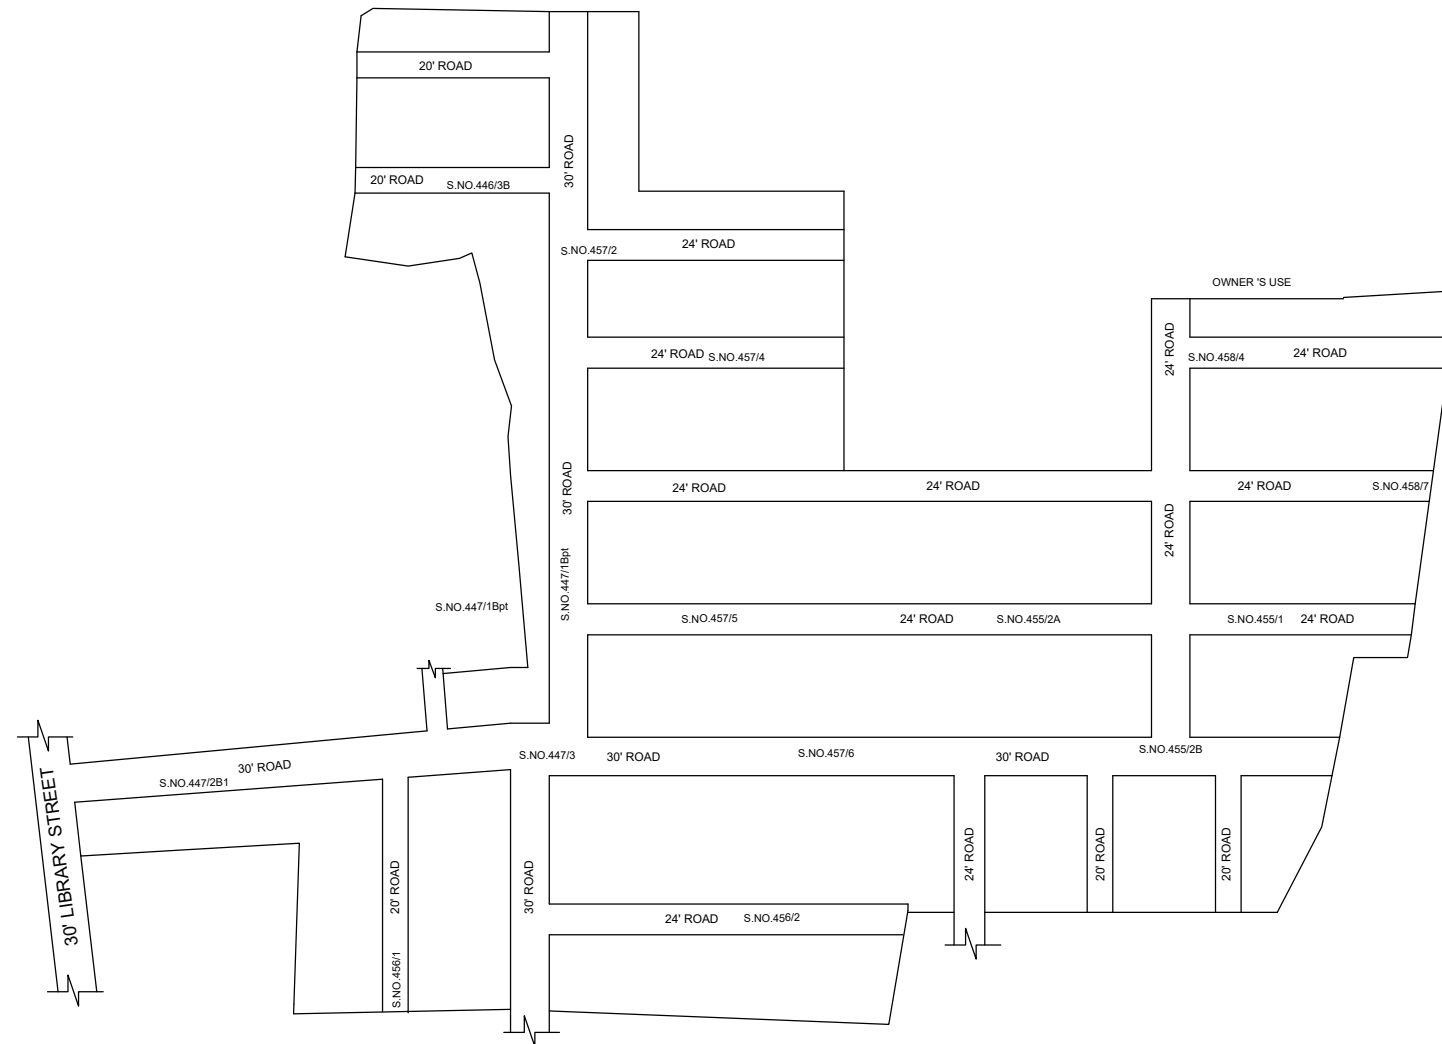 20' ROAD
30' ROAD
20' ROAD
S.NO.446/3B
S.NO.457/2
24' ROAD
OWNER 'S USE
24' ROAD
24' ROAD
S.NO.457/4
S.NO.458/4
24' ROAD
30' ROAD
24' ROAD
24' ROAD
24' ROAD
S.NO.458/7
24' ROAD
S.NO.447/1Bpt
S.NO.447/1Bpt
S.NO.457/5
24' ROAD
S.NO.455/2A
S.NO.455/1
24' ROAD
S.NO.447/3
30' ROAD
S.NO.457/6
30' ROAD
S.NO.455/2B
30' ROAD
S.NO.447/2B1
30' LIBRARY STREET
20' ROAD
30' ROAD
24' ROAD
20' ROAD
20' ROAD
24' ROAD
S.NO.456/2
S.NO.456/1